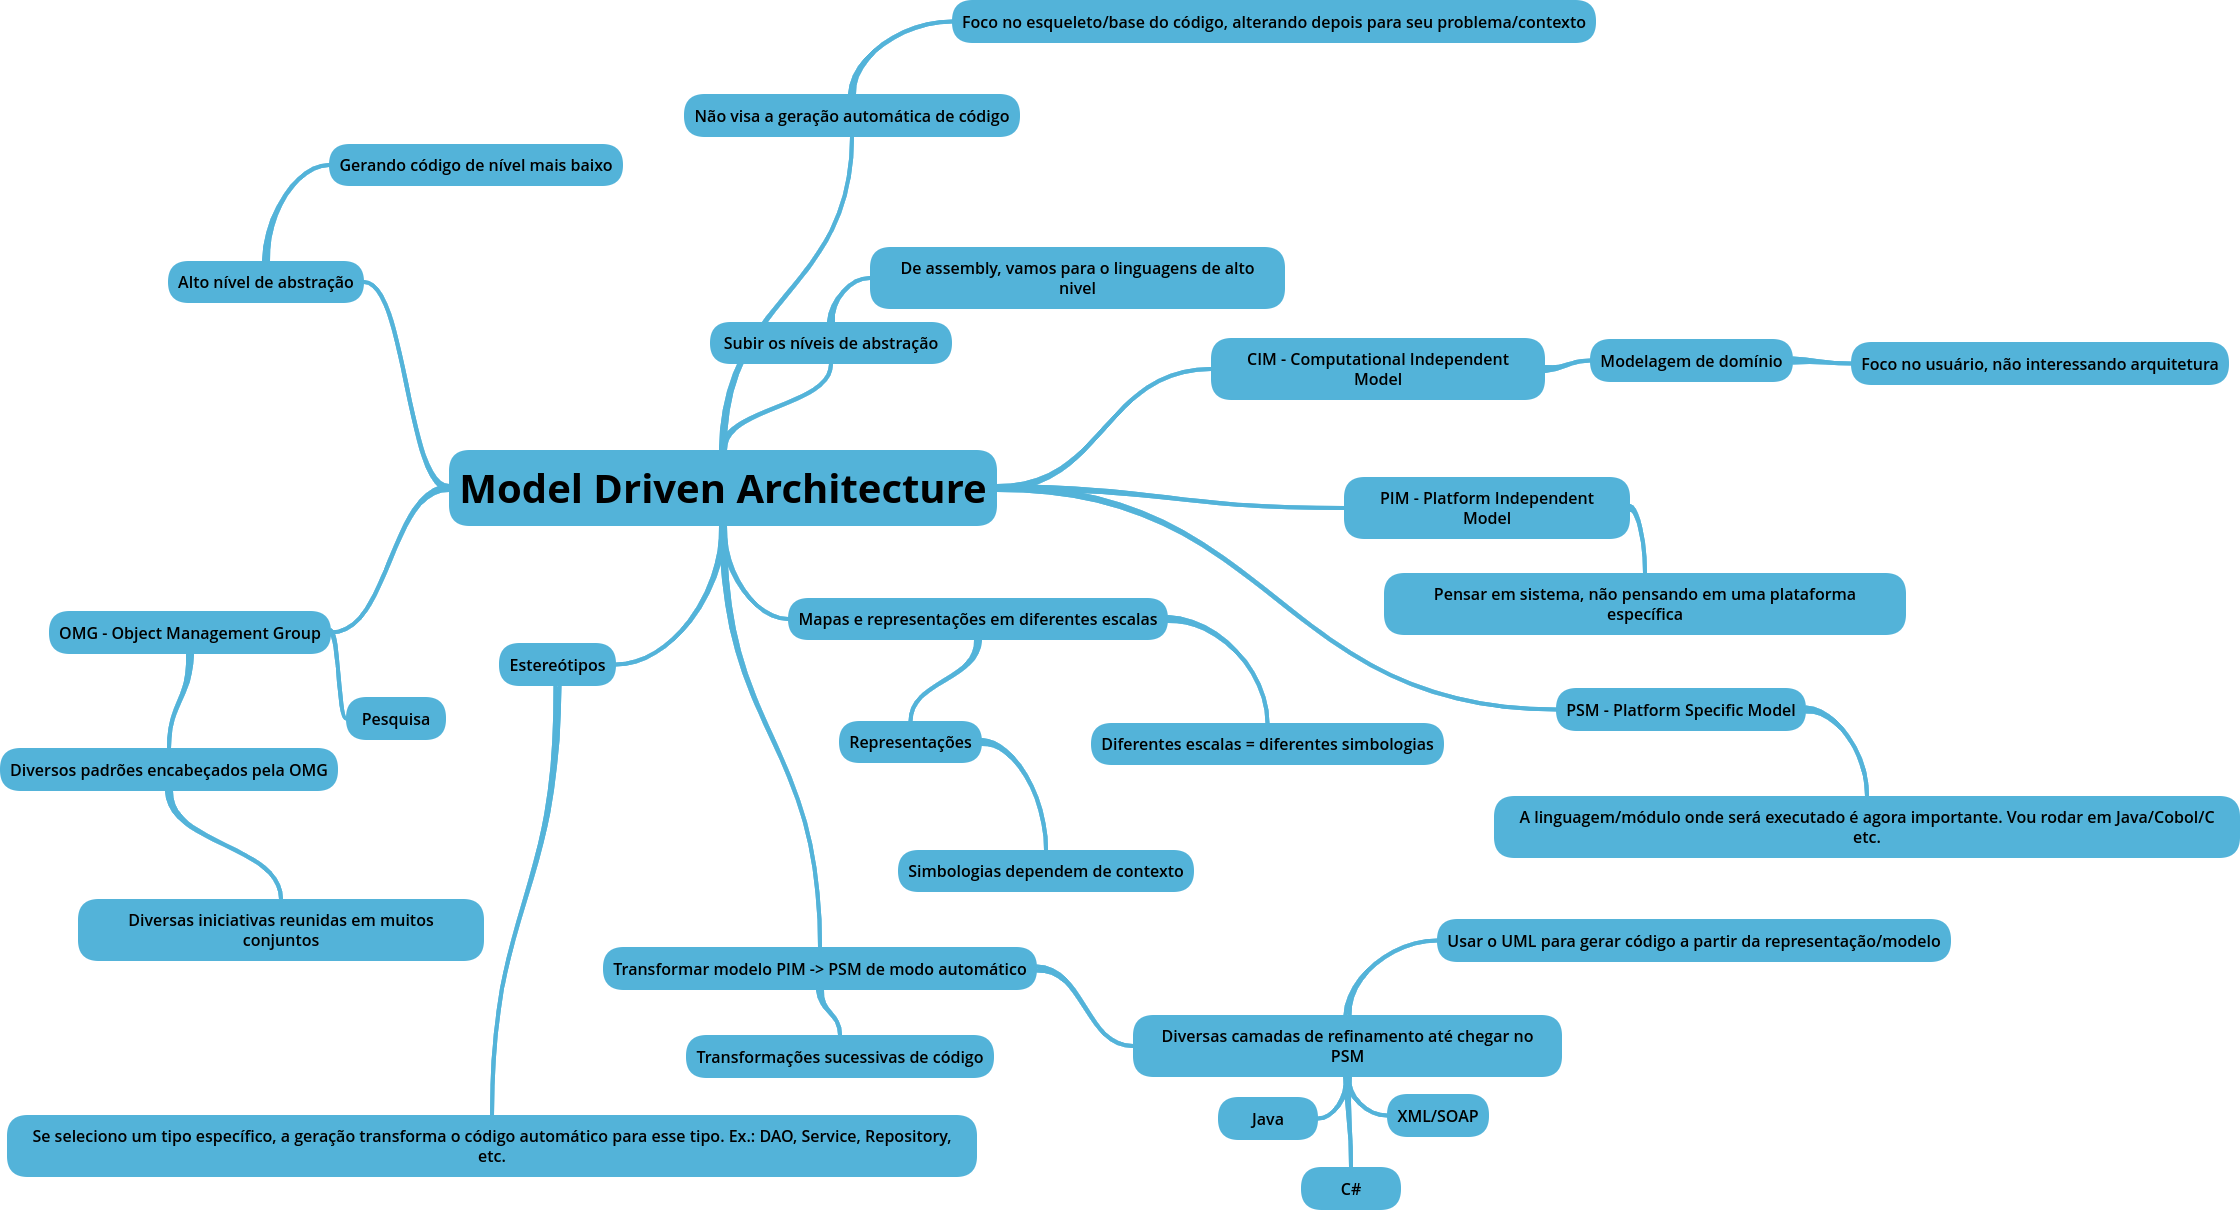 Foco no esqueleto/base do código, alterando depois para seu problema/contexto
Não visa a geração automática de código
Gerando código de nível mais baixo
Alto nível de abstração
De assembly, vamos para o linguagens de alto
nivel
Subir os níveis de abstração
CIM - Computational Independent
Model
Modelagem de domínio
Foco no usuário, não interessando arquitetura
Model Driven Architecture
PIM - Platform Independent
Model
Pensar em sistema, não pensando em uma plataforma
específica
OMG - Object Management Group
Mapas e representações em diferentes escalas
Estereótipos
Pesquisa
PSM - Platform Specific Model
Representações
Diferentes escalas = diferentes simbologias
Diversos padrões encabeçados pela OMG
A linguagem/módulo onde será executado é agora importante. Vou rodar em Java/Cobol/C
etc.
Simbologias dependem de contexto
Diversas iniciativas reunidas em muitos
conjuntos
Usar o UML para gerar código a partir da representação/modelo
Transformar modelo PIM -> PSM de modo automático
Diversas camadas de refinamento até chegar no
PSM
Transformações sucessivas de código
Java
XML/SOAP
Se seleciono um tipo específico, a geração transforma o código automático para esse tipo. Ex.: DAO, Service, Repository,
etc.
C#